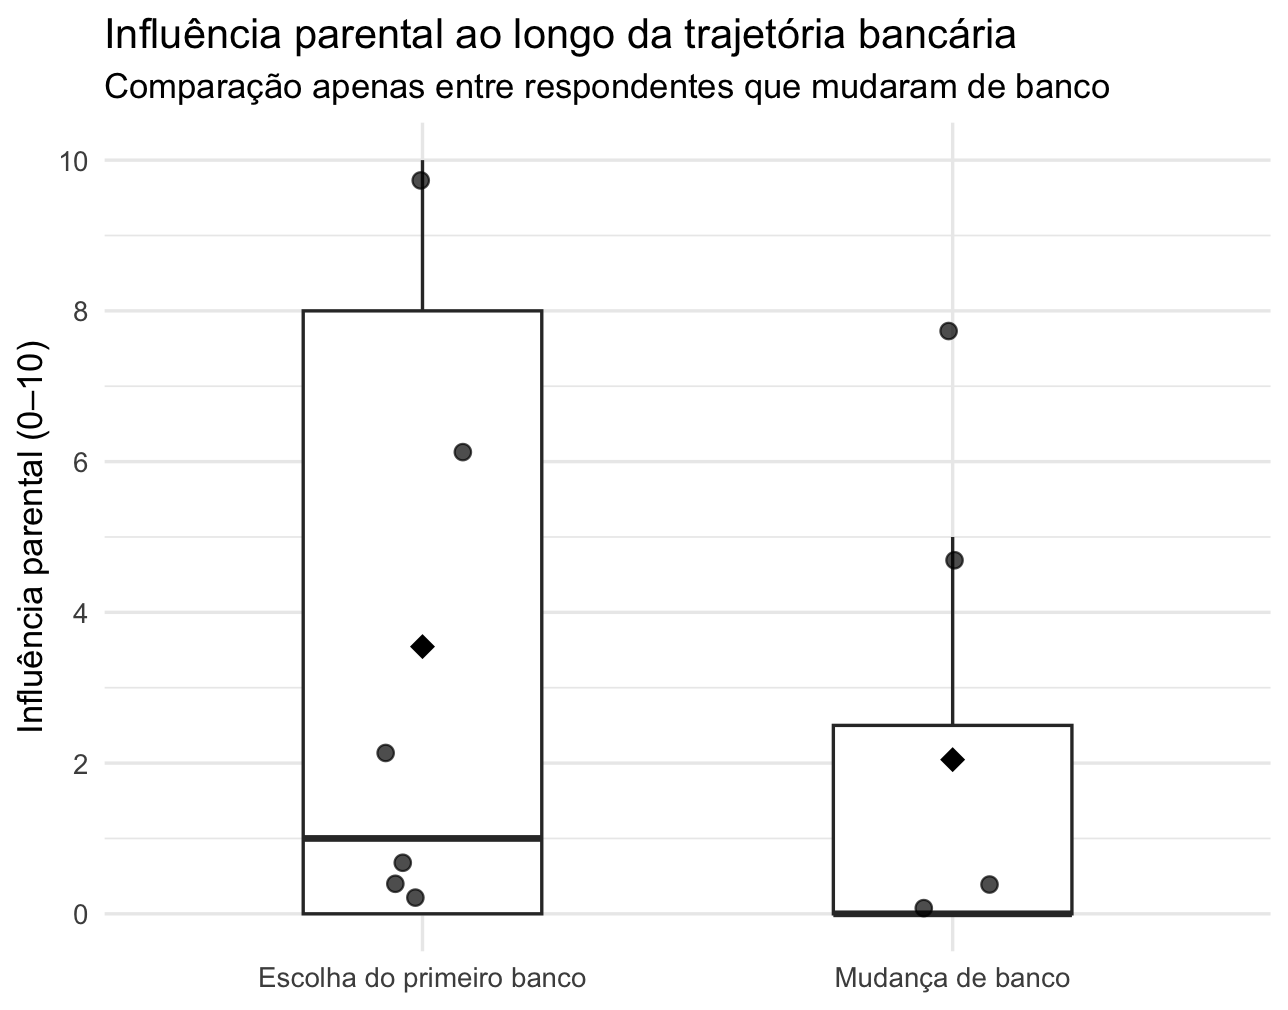 Influência parental ao longo da trajetória bancária
Comparação apenas entre respondentes que mudaram de banco
Influência parental (0–10)
10
8
6
4
2
0
Escolha do primeiro banco
Mudança de banco